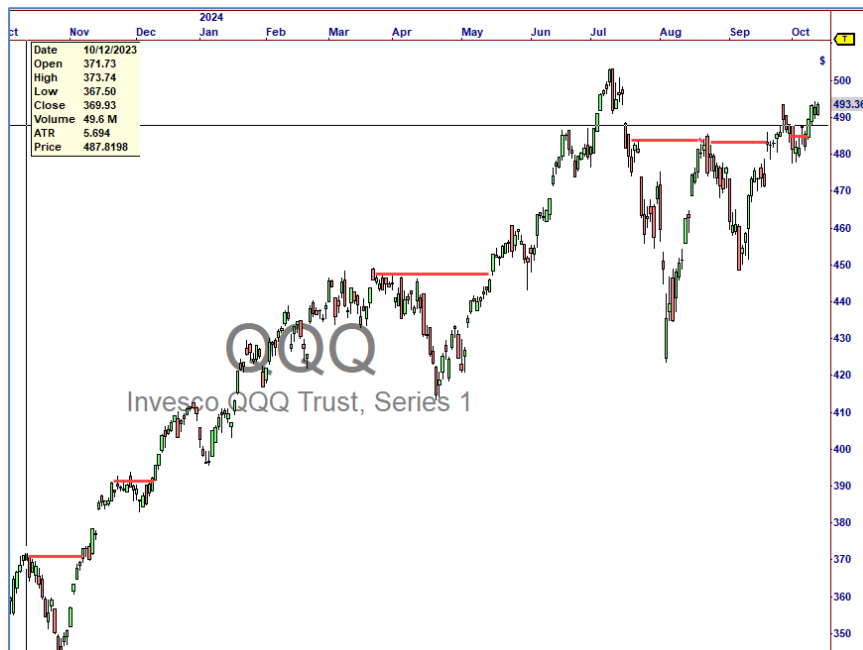 2024
ct Nov Dec Jan Feb Mar Apr May Jun Jul Aug Sep Oct
T
$
Date 10/12/2023
Open 371.73
High 373.74
Low 367.50
Close 369.93
Volume 49.6 M
ATR 5.694
Price 487.8198
500
493.36
490
480
470
460
450
440
430
420
410
400
390
380
370
360
350
QQQ
Invesco QQQ Trust, Series 1